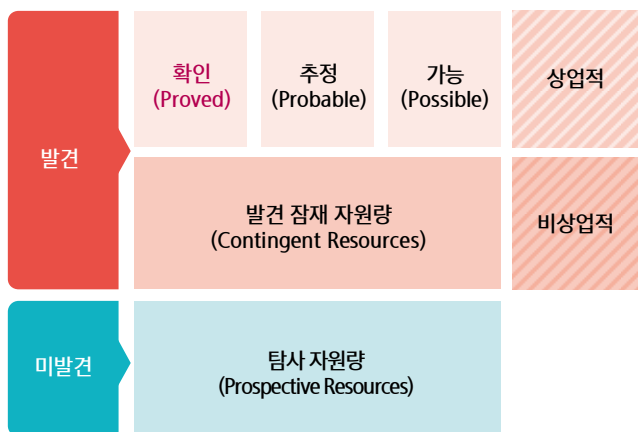 발견
확인
(Proved)
추정
(Probable)
가능
(Possible)
상업적
발견 잠재 자원량
(Contingent Resources)
비상업적
미발견
탐사 자원량
(Prospective Resources)